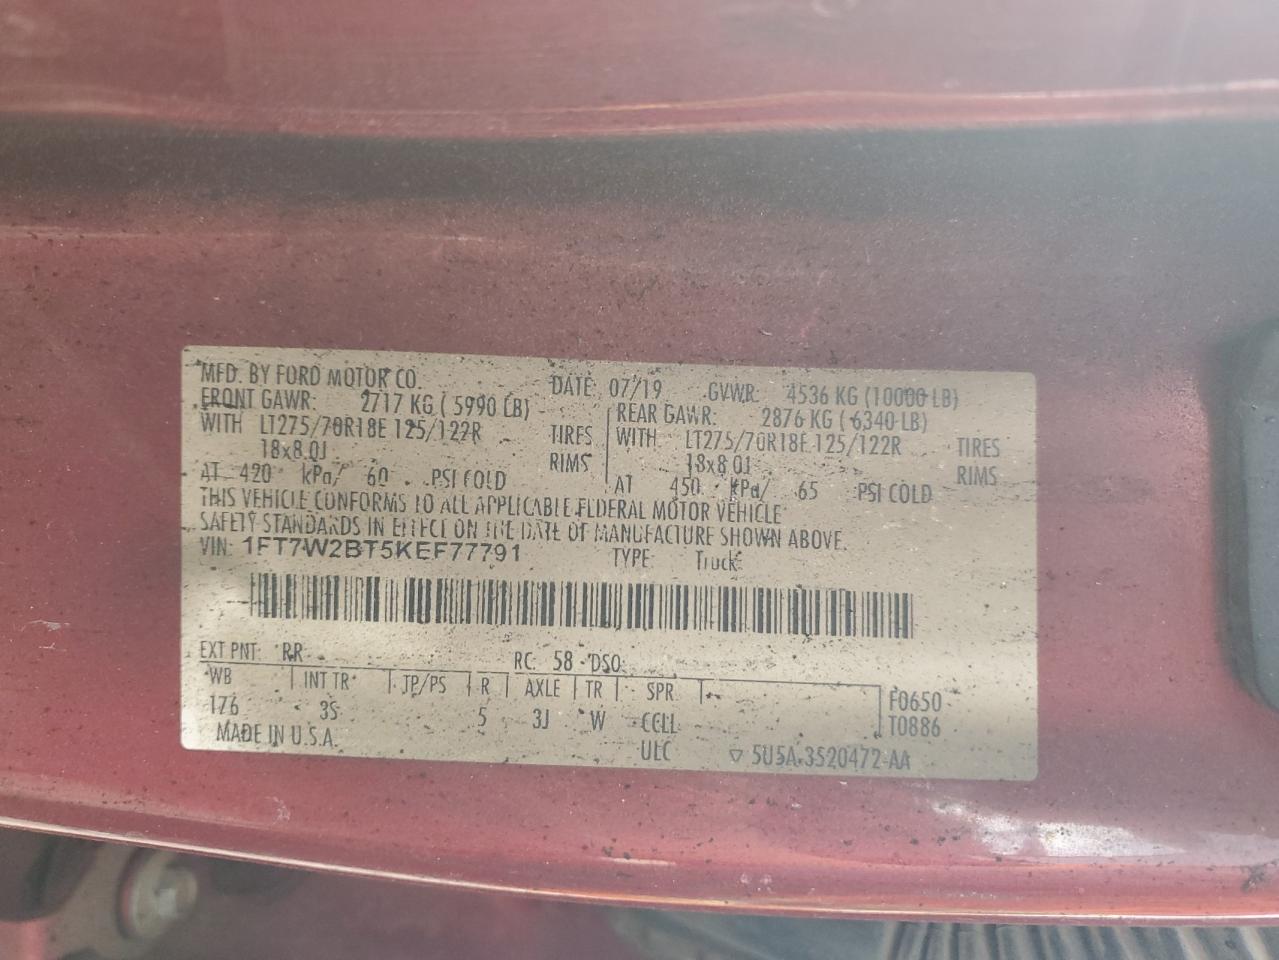 MFD. BY FORD MOTOR CO. DATE: 07/19 GVWR: 4536 KG (10000 LB)
FRONT GAWR: 2717 KG ( 5990 LB) REAR GAWR: 2876 KG ( 6340 LB)
WITH LT275/70R18E 125/122R TIRES WITH LT275/70R18E 125/122R TIRES
18x8.0J RIMS 18x8.0J RIMS
AT 420 kPa/ 60 PSI COLD AT 450 kPa/ 65 PSI COLD
THIS VEHICLE CONFORMS TO ALL APPLICABLE FEDERAL MOTOR VEHICLE
SAFETY STANDARDS IN EFFECT ON THE DATE OF MANUFACTURE SHOWN ABOVE.
VIN: 1FT7W2BT5KEF77791 TYPE: Truck
EXT PNT: RR RC: 58 DSO:
WB INT TR TP/PS R AXLE TR SPR F0650
176 3S 5 3J W CCLL T0886
MADE IN U.S.A. ULC ▽ 5U5A-3520472-AA